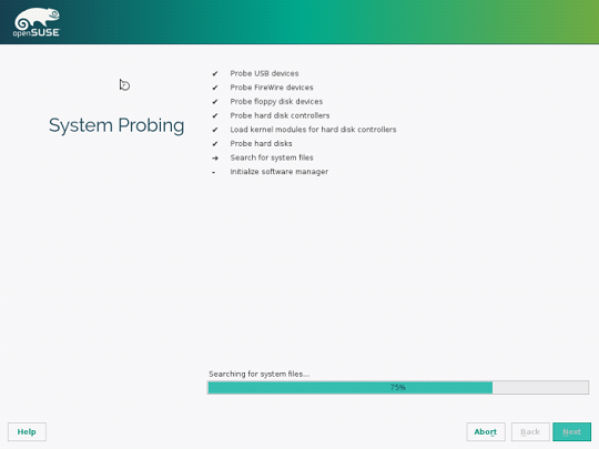 openSUSE
System Probing
✔ Probe USB devices
✔ Probe FireWire devices
✔ Probe floppy disk devices
✔ Probe hard disk controllers
✔ Load kernel modules for hard disk controllers
✔ Probe hard disks
➔ Search for system files
- Initialize software manager
Searching for system files...
75%
Help Abort Back Next